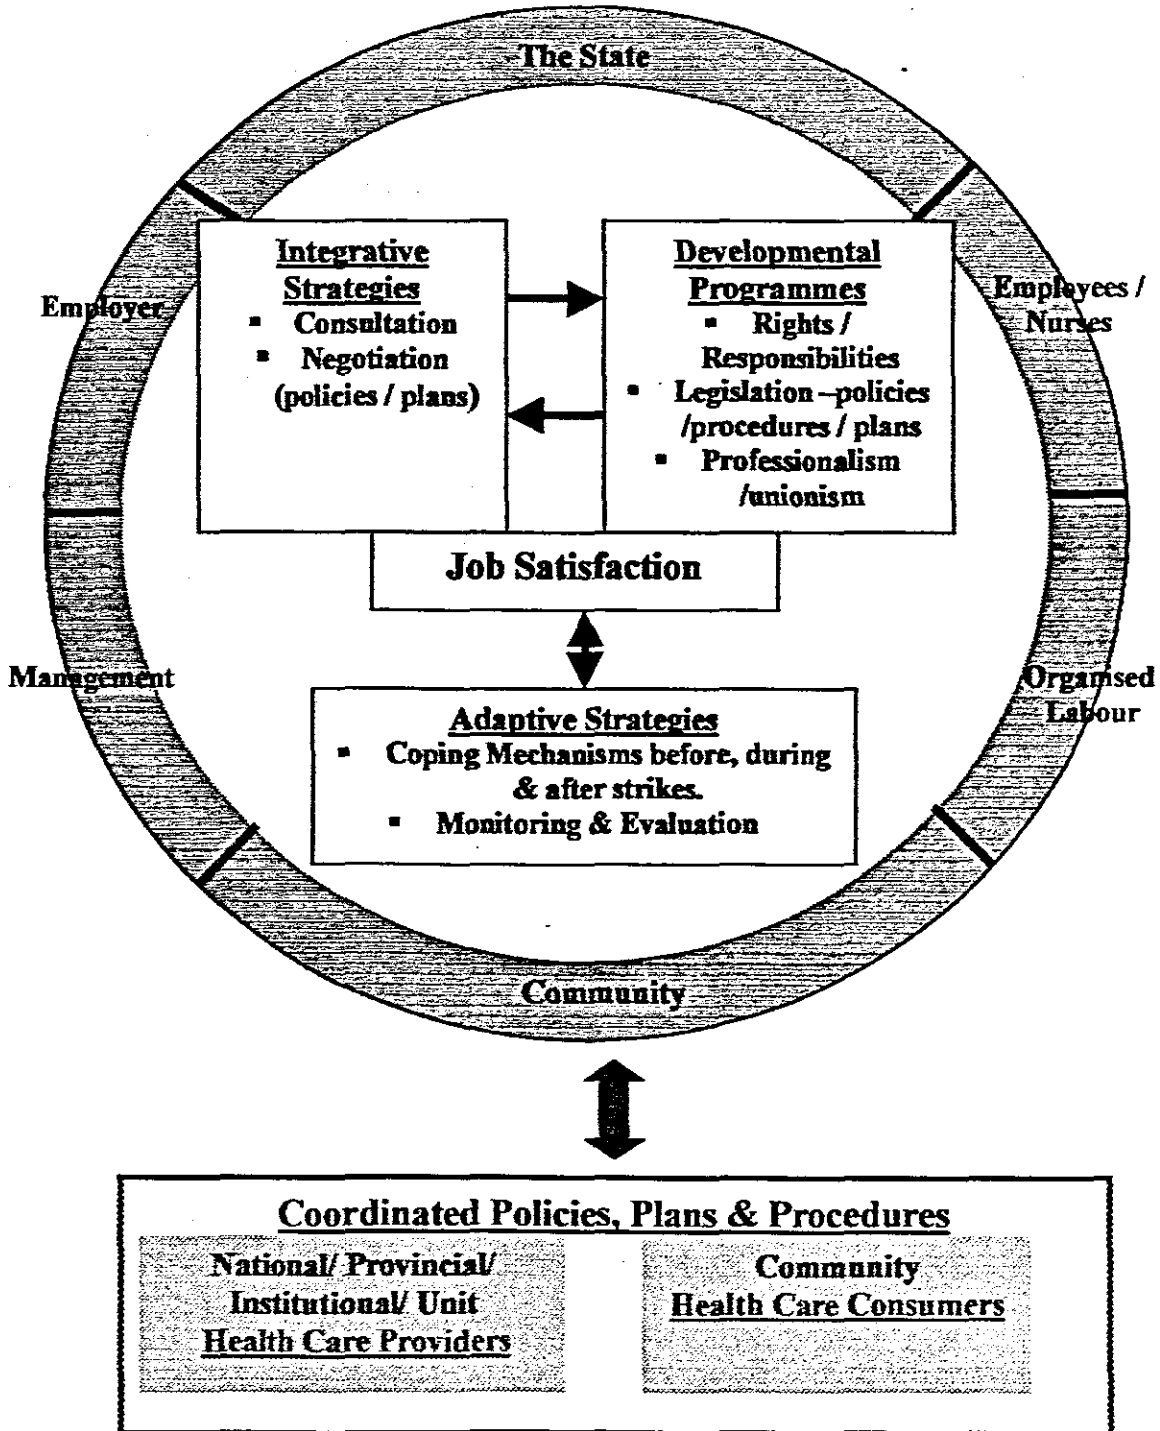 The State
Integrative
Strategies
▪ Consultation
▪ Negotiation
(policies / plans)
Developmental
Programmes
▪ Rights /
Responsibilities
▪ Legislation –policies
/procedures / plans
▪ Professionalism
/unionism
Employer
Employees /
Nurses
Job Satisfaction
Management
Organised
Labour
Adaptive Strategies
▪ Coping Mechanisms before, during
& after strikes.
▪ Monitoring & Evaluation
Community
Coordinated Policies, Plans & Procedures
National/ Provincial/
Institutional/ Unit
Health Care Providers
Community
Health Care Consumers